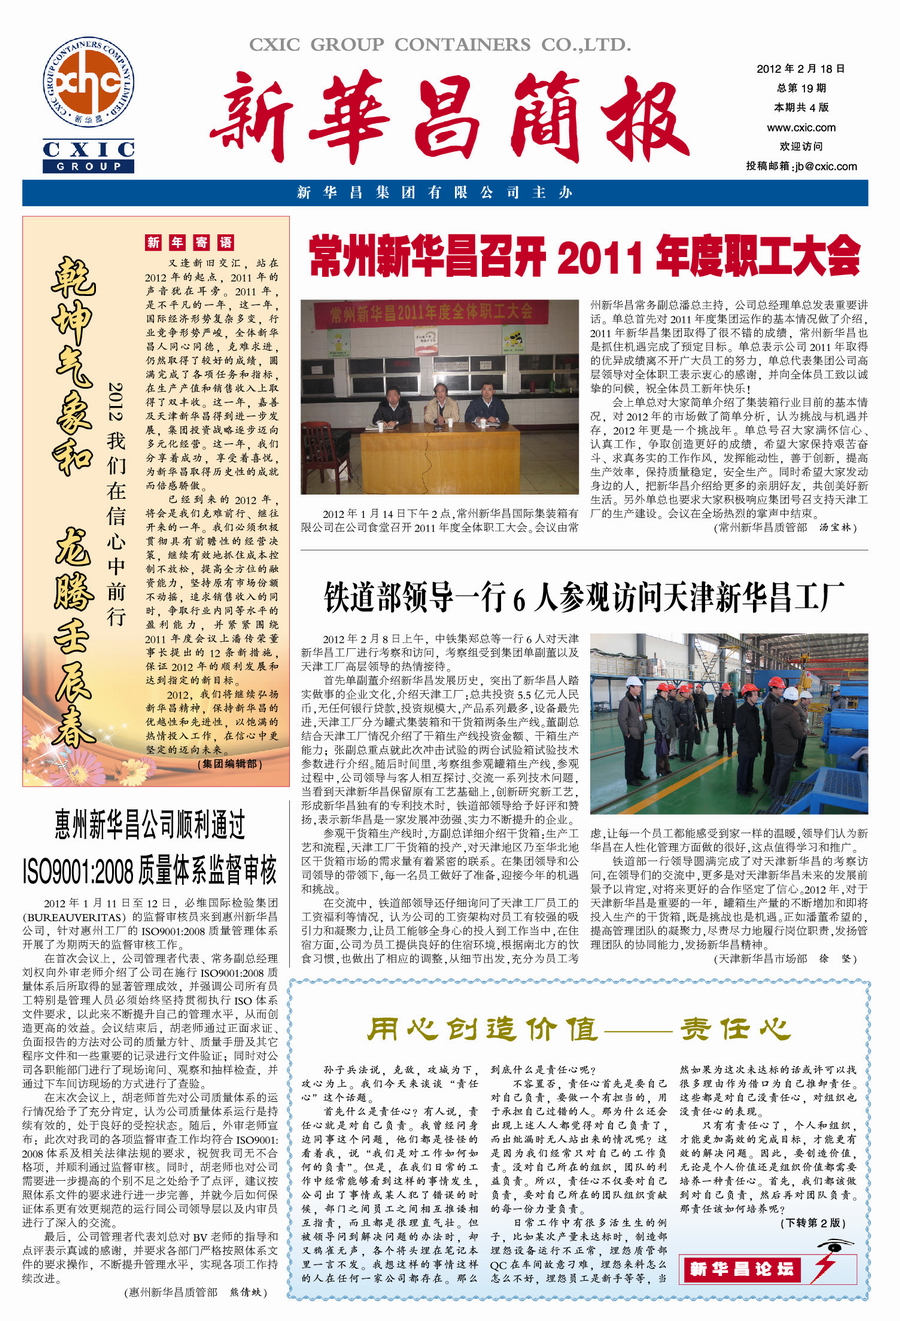 CXIC GROUP CONTAINERS CO.,LTD.
CXIC GROUP CONTAINERS COMPANY LIMITED
xhc
新华昌
CXIC
GROUP
新華昌簡报
2012 年 2 月 18 日
总第 19 期
本期共 4 版
www.cxic.com
欢迎访问
投稿邮箱:jb@cxic.com
新华昌集团有限公司主办
乾坤气象和 龙腾壬辰春
2012 我们在信心中前行
新年寄语
又逢新旧交汇，站在
2012 年的起点，2011 年的
声音犹在耳旁。2011 年，
是不平凡的一年，这一年，
国际经济形势复杂多变，行
业竞争形势严峻，全体新华
昌人同心同德，克难求进，
仍然取得了较好的成绩，圆
满完成了各项任务和指标，
在生产产值和销售收入上取
得了双丰收。这一年，嘉善
及天津新华昌得到进一步发
展，集团投资战略逐步迈向
多元化经营。这一年，我们
分享着成功，享受着喜悦，
为新华昌取得历史性的成就
而倍感骄傲。
已经到来的 2012 年，
将会是我们克难前行、继往
开来的一年。我们必须积极
贯彻具有前瞻性的经营决
策，继续有效地抓住成本控
制不放松，提高全方位的融
资能力，坚持原有市场份额
不动摇，追求销售收入的同
时，争取行业内同等水平的
盈利能力，并紧紧围绕
2011 年度会议上潘传荣董
事长提出的 12 条新措施，
保证 2012 年的顺利发展和
达到指定的新目标。
2012，我们将继续弘扬
新华昌精神，保持新华昌的
优越性和先进性，以饱满的
热情投入工作，在信心中更
坚定的迈向未来。
(集团编辑部)
常州新华昌召开 2011 年度职工大会
常州新华昌2011年度全体职工大会
2012 年 1 月 14 日下午 2 点，常州新华昌国际集装箱有
限公司在公司食堂召开 2011 年度全体职工大会。会议由常
州新华昌常务副总潘总主持，公司总经理单总发表重要讲
话。单总首先对 2011 年度集团运作的基本情况做了介绍，
2011 年新华昌集团取得了很不错的成绩，常州新华昌也
是抓住机遇完成了预定目标。单总表示公司 2011 年取得
的优异成绩离不开广大员工的努力，单总代表集团公司高
层领导对全体职工表示衷心的感谢，并向全体员工致以诚
挚的问候，祝全体员工新年快乐！
会上单总对大家简单介绍了集装箱行业目前的基本情
况，对 2012 年的市场做了简单分析，认为挑战与机遇并
存，2012 年更是一个挑战年。单总号召大家满怀信心、
认真工作，争取创造更好的成绩，希望大家保持艰苦奋
斗、求真务实的工作作风，发挥能动性，善于创新，提高
生产效率，保持质量稳定，安全生产。同时希望大家发动
身边的人，把新华昌介绍给更多的亲朋好友，共创美好新
生活。另外单总也要求大家积极响应集团号召支持天津工
厂的生产建设。会议在全场热烈的掌声中结束。
(常州新华昌质管部 汤宝林)
铁道部领导一行 6 人参观访问天津新华昌工厂
2012 年 2 月 8 日上午，中铁集郑总等一行 6 人对天津
新华昌工厂进行考察和访问，考察组受到集团单副董以及
天津工厂高层领导的热情接待。
首先单副董介绍新华昌发展历史，突出了新华昌人踏
实做事的企业文化,介绍天津工厂:总共投资 5.5 亿元人民
币,无任何银行贷款,投资规模大,产品系列最多,设备最先
进,天津工厂分为罐式集装箱和干货箱两条生产线。董副总
结合天津工厂情况介绍了干箱生产线投资金额、干箱生产
能力；张副总重点就此次冲击试验的两台试验箱试验技术
参数进行介绍。随后时间里,考察组参观罐箱生产线,参观
过程中,公司领导与客人相互探讨、交流一系列技术问题,
当看到天津新华昌保留原有工艺基础上,创新研究新工艺,
形成新华昌独有的专利技术时，铁道部领导给予好评和赞
扬,表示新华昌是一家发展冲劲强、实力不断提升的企业。
参观干货箱生产线时,方副总详细介绍干货箱:生产工
艺和流程,天津工厂干货箱的投产,对天津地区乃至华北地
区干货箱市场的需求量有着紧密的联系。在集团领导和公
司领导的带领下,每一名员工做好了准备,迎接今年的机遇
和挑战。
在交流中，铁道部领导还仔细询问了天津工厂员工的
工资福利等情况，认为公司的工资架构对员工有较强的吸
引力和凝聚力,让员工能够全身心的投入到工作当中,在住
宿方面,公司为员工提供良好的住宿环境,根据南北方的饮
食习惯,也做出了相应的调整,从细节出发,充分为员工考
虑,让每一个员工都能感受到家一样的温暖,领导们认为新
华昌在人性化管理方面做的很好,这点值得学习和推广。
铁道部一行领导圆满完成了对天津新华昌的考察访
问,在领导们的交流中,更多是对天津新华昌未来的发展前
景予以肯定,对将来更好的合作坚定了信心。2012 年,对于
天津新华昌是重要的一年，罐箱生产量的不断增加和即将
投入生产的干货箱,既是挑战也是机遇。正如潘董希望的,
提高管理团队的凝聚力,尽责尽力地履行岗位职责,发扬管
理团队的协同能力,发扬新华昌精神。
(天津新华昌市场部 徐 坚)
惠州新华昌公司顺利通过
ISO9001:2008 质量体系监督审核
2012 年 1 月 11 日至 12 日，必维国际检验集团
(BUREAUVERITAS) 的监督审核员来到惠州新华昌
公司，针对惠州工厂的 ISO9001:2008 质量管理体系
开展了为期两天的监督审核工作。
在首次会议上，公司管理者代表、常务副总经理
刘权向外审老师介绍了公司在施行 ISO9001:2008 质
量体系后所取得的显著管理成效，并强调公司所有员
工特别是管理人员必须始终坚持贯彻执行 ISO 体系
文件要求，以此来不断提升自己的管理水平，从而创
造更高的效益。会议结束后，胡老师通过正面求证、
负面报告的方法对公司的质量方针、质量手册及其它
程序文件和一些重要的记录进行文件验证；同时对公
司各职能部门进行了现场询问、观察和抽样检查，并
通过下车间访现场的方式进行了查验。
在末次会议上，胡老师首先对公司质量体系的运
行情况给予了充分肯定，认为公司质量体系运行是持
续有效的，处于良好的受控状态。随后，外审老师宣
布：此次对我司的各项监督审查工作均符合 ISO9001:
2008 体系及相关法律法规的要求，祝贺我司无不合
格项，并顺利通过监督审核。同时，胡老师也对公司
需要进一步提高的个别不足之处给予了点评，建议按
照体系文件的要求进行进一步完善，并就今后如何保
证体系更有效更规范的运行同公司领导层以及内审员
进行了深入的交流。
最后，公司管理者代表刘总对 BV 老师的指导和
点评表示真诚的感谢，并要求各部门严格按照体系文
件的要求操作，不断提升管理水平，实现各项工作持
续改进。
(惠州新华昌质管部 熊倩蚨)
用心创造价值——责任心
孙子兵法说，克敌，攻城为下，
攻心为上。我们今天来谈谈“责任
心”这个话题。
首先什么是责任心？有人说，责
任心就是对自己负责。我曾经问身
边同事这个问题，他们都是怪怪的
看着我，说“我们是对工作如何如
何的负责”。但是，在我们日常的工
作中经常能够看到这样的事情发生，
公司出了事情或某人犯了错误的时
候，部门之间员工之间相互推诿相
互指责，而且都是很理直气壮。但
被领导问到解决问题的办法时，却
又鸦雀无声，各个将头埋在笔记本
里一言不发。我想这样的事情这样
的人在任何一家公司都存在。那么
到底什么是责任心呢？
不容置否，责任心首先是要自己
对自己负责，要做一个有担当的，用
于承担自己过错的人。那为什么还会
出现上述人人都觉得对自己负责了，
而出纰漏时无人站出来的情况呢？这
是因为我们经常只对自己的工作负
责。没对自己所在的组织，团队的利
益负责。所以，责任心不仅要对自己
负责，要对自己所在的团队组织贡献
的每一份力量负责。
日常工作中有很多活生生的例
子，比如某次产量未达标时，制造部
埋怨设备运行不正常，埋怨质管部
QC 在车间故意刁难，埋怨来料怎么
怎么不好，埋怨员工是新手等等，当
然如果为这次未达标的话或许可以找
很多理由作为借口为自己推卸责任。
这些都是对自己没责任心，对组织也
没责任心的表现。
只有有责任心了，个人和组织，
才能更加高效的完成目标，才能更有
效的解决问题。因此，要创造价值，
无论是个人价值还是组织价值都需要
培养一种责任心。首先，我们都该做
到对自己负责，然后再对团队负责。
那责任该如何培养呢？
(下转第 2 版)
新华昌论坛